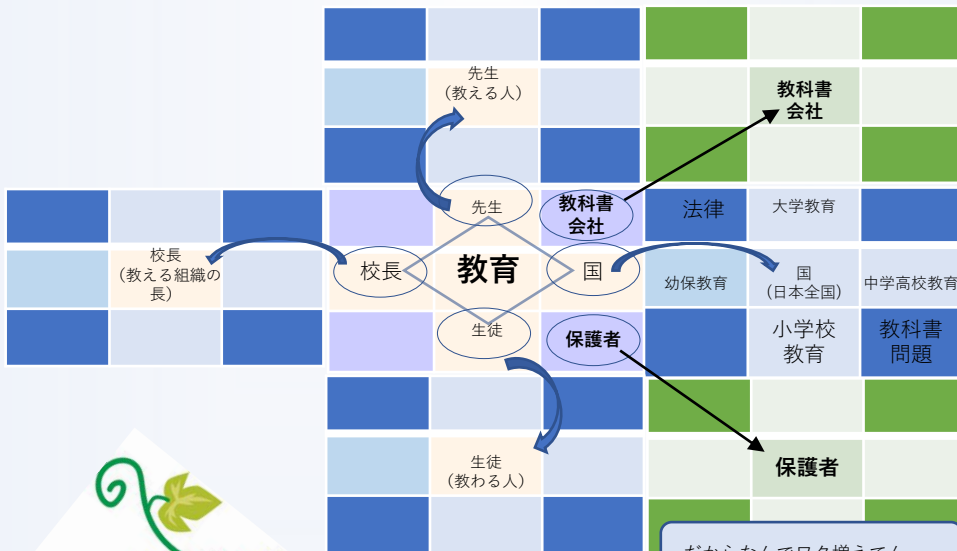 先生
(教える人)
教科書
会社
先生
教科書
会社
法律
大学教育
校長
(教える組織の
長)
校長
教育
国
幼保教育
国
(日本全国)
中学高校教育
生徒
保護者
小学校
教育
教科書
問題
生徒
(教わる人)
保護者